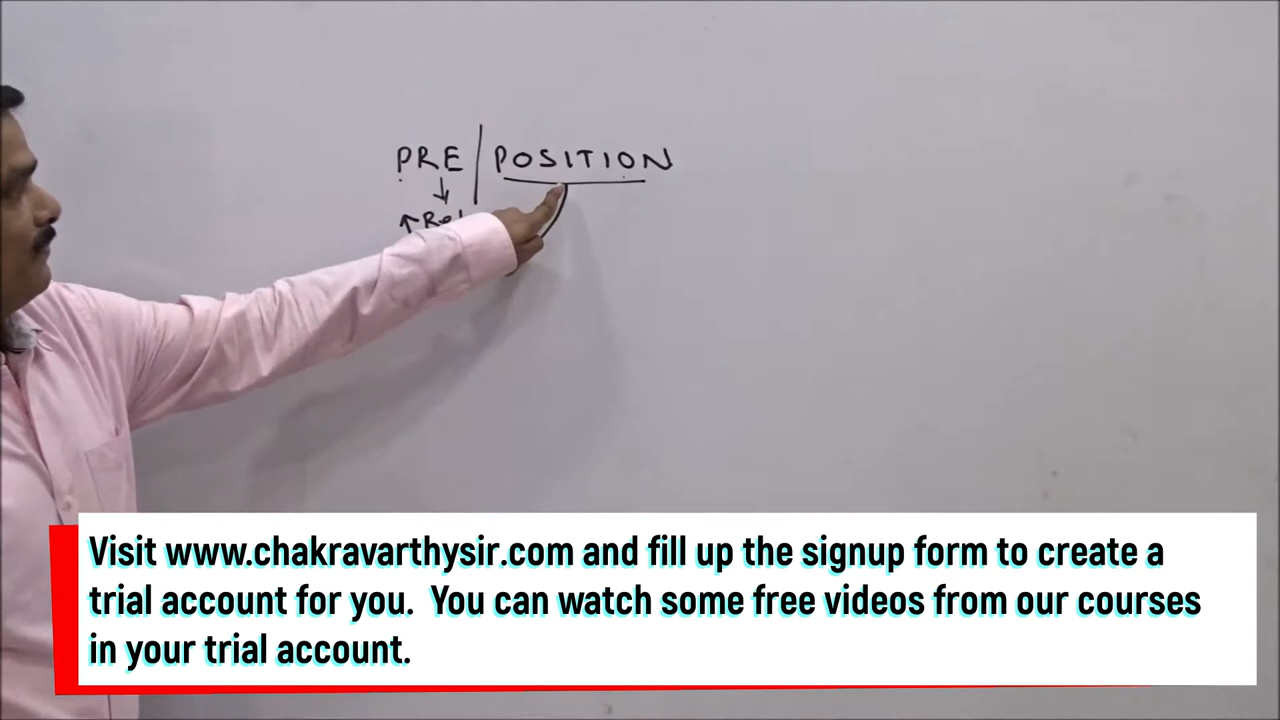 PRE | POSITION
Visit www.chakravarthysir.com and fill up the signup form to create a
trial account for you. You can watch some free videos from our courses
in your trial account.